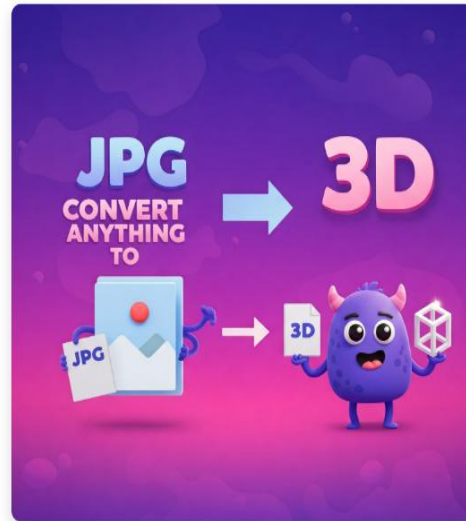 JPG
CONVERT
ANYTHING
TO
3D
JPG
3D